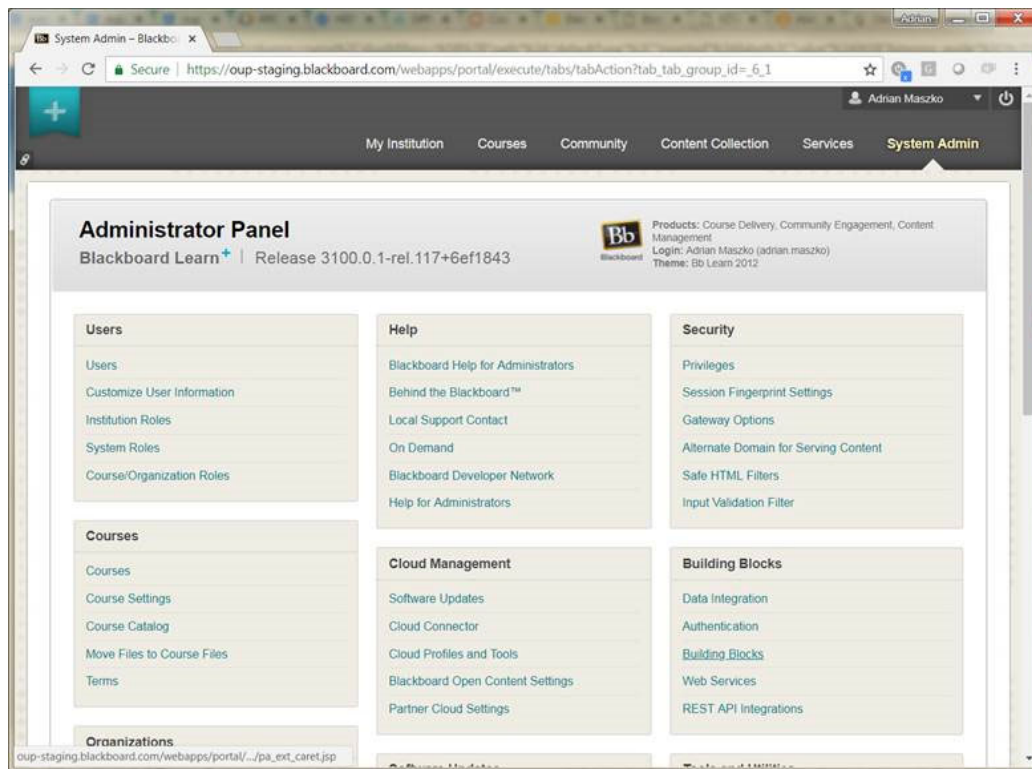 Adrian
System Admin – Blackbo
Secure | https://oup-staging.blackboard.com/webapps/portal/execute/tabs/tabAction?tab_tab_group_id=_6_1
Adrian Maszko
My Institution Courses Community Content Collection Services System Admin
Administrator Panel
Blackboard Learn+ | Release 3100.0.1-rel.117+6ef1843
Bb
Blackboard
Products: Course Delivery, Community Engagement, Content
Management
Login: Adrian Maszko (adrian.maszko)
Theme: Bb Learn 2012
Users
Users
Customize User Information
Institution Roles
System Roles
Course/Organization Roles
Courses
Courses
Course Settings
Course Catalog
Move Files to Course Files
Terms
Organizations
Help
Blackboard Help for Administrators
Behind the Blackboard™
Local Support Contact
On Demand
Blackboard Developer Network
Help for Administrators
Cloud Management
Software Updates
Cloud Connector
Cloud Profiles and Tools
Blackboard Open Content Settings
Partner Cloud Settings
Security
Privileges
Session Fingerprint Settings
Gateway Options
Alternate Domain for Serving Content
Safe HTML Filters
Input Validation Filter
Building Blocks
Data Integration
Authentication
Building Blocks
Web Services
REST API Integrations
oup-staging.blackboard.com/webapps/portal/.../pa_ext_caret.jsp